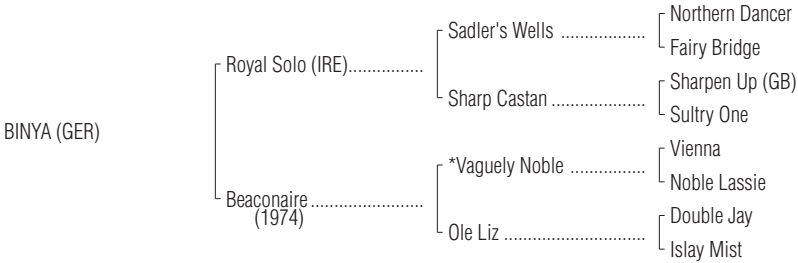 Northern Dancer
Sadler's Wells ..................
Fairy Bridge
Royal Solo (IRE)................
Sharpen Up (GB)
Sharp Castan ....................
Sultry One
BINYA (GER)
Vienna
*Vaguely Noble ................
Noble Lassie
Beaconaire ........................
(1974)
Double Jay
Ole Liz ..............................
Islay Mist